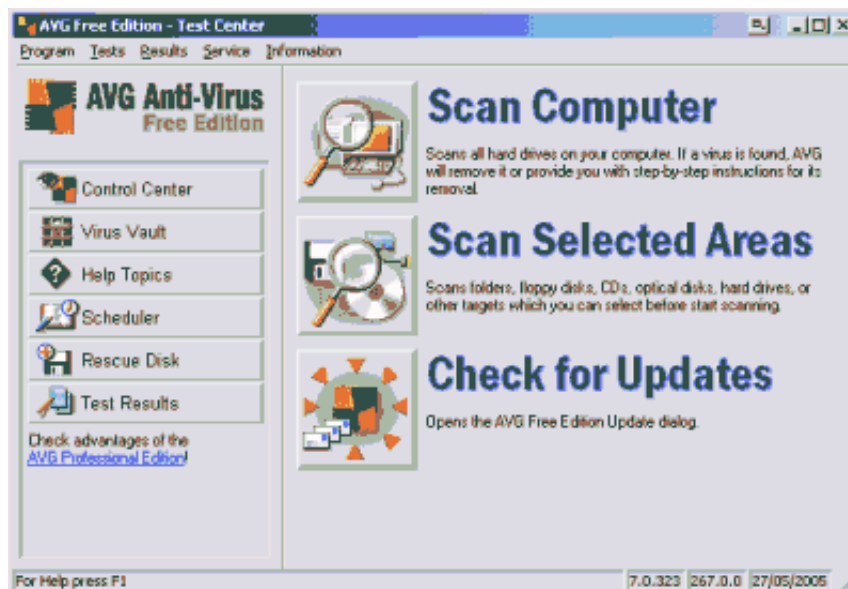 AVG Free Edition - Test Center
Program Tests Results Service Information
AVG Anti-Virus
Free Edition
Control Center
Virus Vault
Help Topics
Scheduler
Rescue Disk
Test Results
Check advantages of the
AVG Professional Edition!
Scan Computer
Scans all hard drives on your computer. If a virus is found, AVG
will remove it or provide you with step-by-step instructions for its
removal.
Scan Selected Areas
Scans folders, floppy disks, CDs, optical disks, hard drives, or
other targets which you can select before start scanning.
Check for Updates
Opens the AVG Free Edition Update dialog.
For Help press F1
7.0.323 267.0.0 27/05/2005